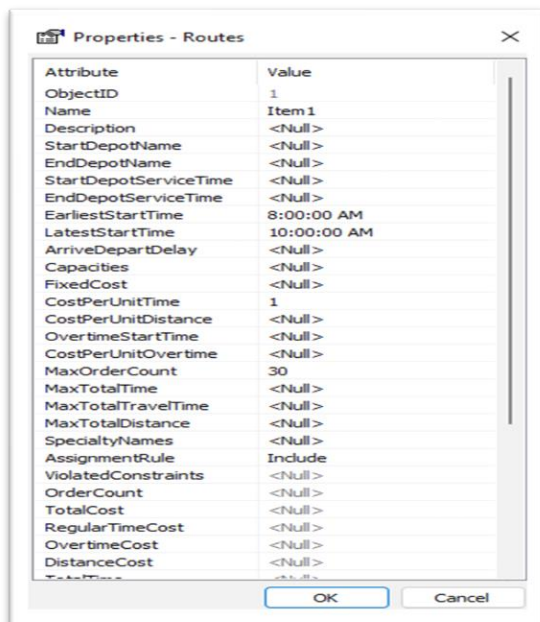 Properties - Routes
Attribute Value
ObjectID 1
Name Item1
Description <Null>
StartDepotName <Null>
EndDepotName <Null>
StartDepotServiceTime <Null>
EndDepotServiceTime <Null>
EarliestStartTime 8:00:00 AM
LatestStartTime 10:00:00 AM
ArriveDepartDelay <Null>
Capacities <Null>
FixedCost <Null>
CostPerUnitTime 1
CostPerUnitDistance <Null>
OvertimeStartTime <Null>
CostPerUnitOvertime <Null>
MaxOrderCount 30
MaxTotalTime <Null>
MaxTotalTravelTime <Null>
MaxTotalDistance <Null>
SpecialtyNames <Null>
AssignmentRule Include
ViolatedConstraints <Null>
OrderCount <Null>
TotalCost <Null>
RegularTimeCost <Null>
OvertimeCost <Null>
DistanceCost <Null>
OK Cancel